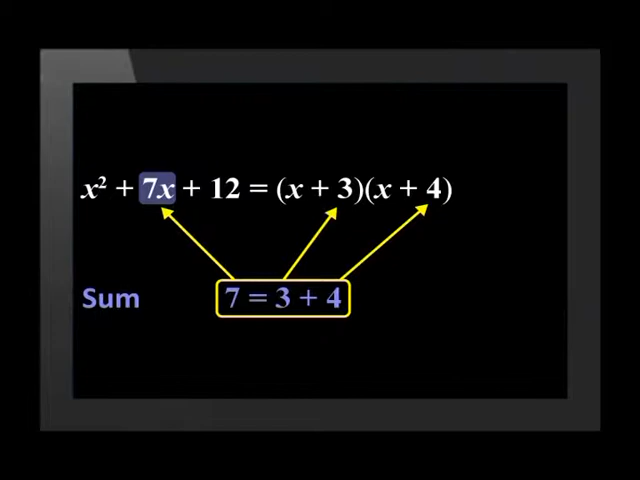 x² + 7x + 12 = (x + 3)(x + 4)
Sum 7 = 3 + 4